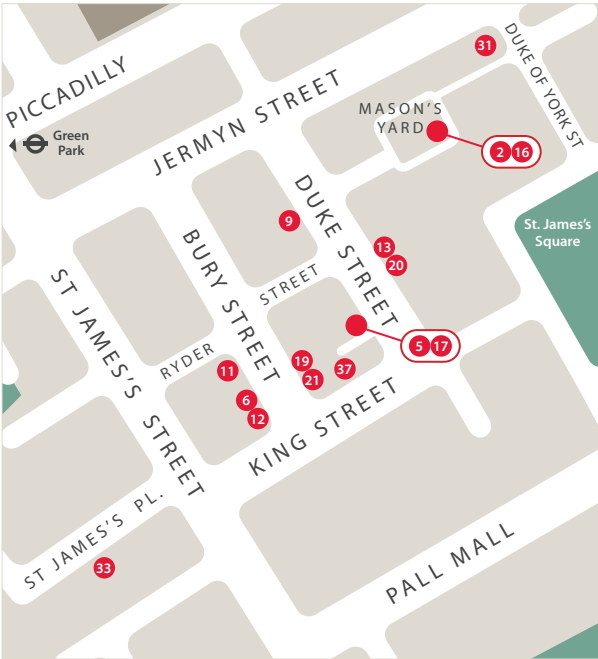 31
DUKE OF YORK ST
PICCADILLY
JERMYN STREET
MASON'S
YARD
Green
Park
2 16
DUKE STREET
9
St. James's
Square
BURY STREET
13
20
ST JAMES'S STREET
RYDER
STREET
5 17
19
21
37
11
6
12
KING STREET
ST JAMES'S PL.
33
PALL MALL